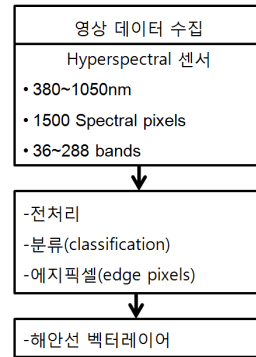 영상 데이터 수집
Hyperspectral 센서
• 380~1050nm
• 1500 Spectral pixels
• 36~288 bands
-전처리
-분류(classification)
-에지픽셀(edge pixels)
-해안선 벡터레이어